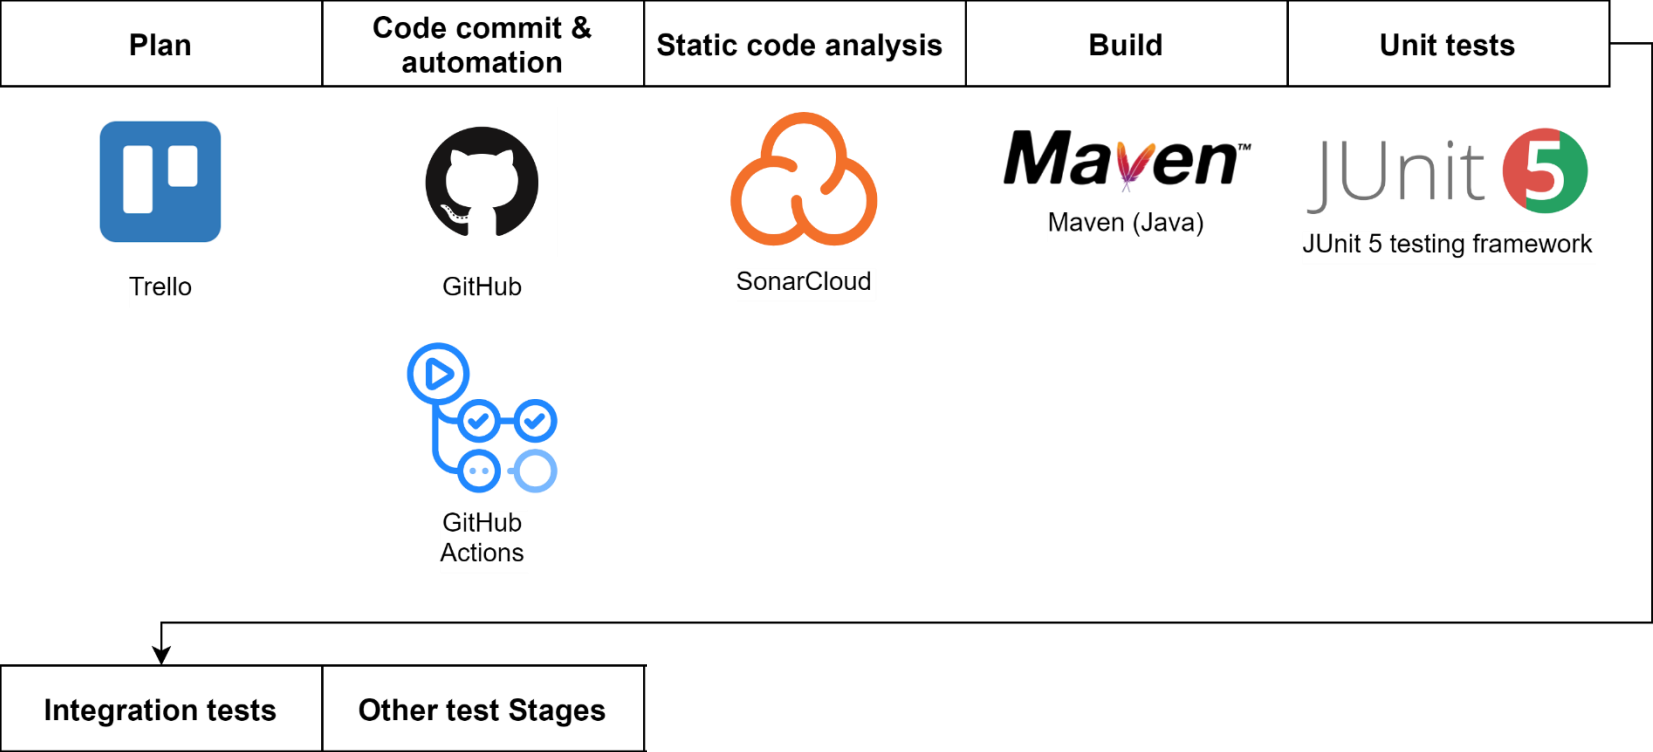 Plan
Code commit &
automation
Static code analysis
Build
Unit tests
Trello
GitHub
SonarCloud
Maven™
Maven (Java)
JUnit 5
JUnit 5 testing framework
GitHub
Actions
Integration tests
Other test Stages